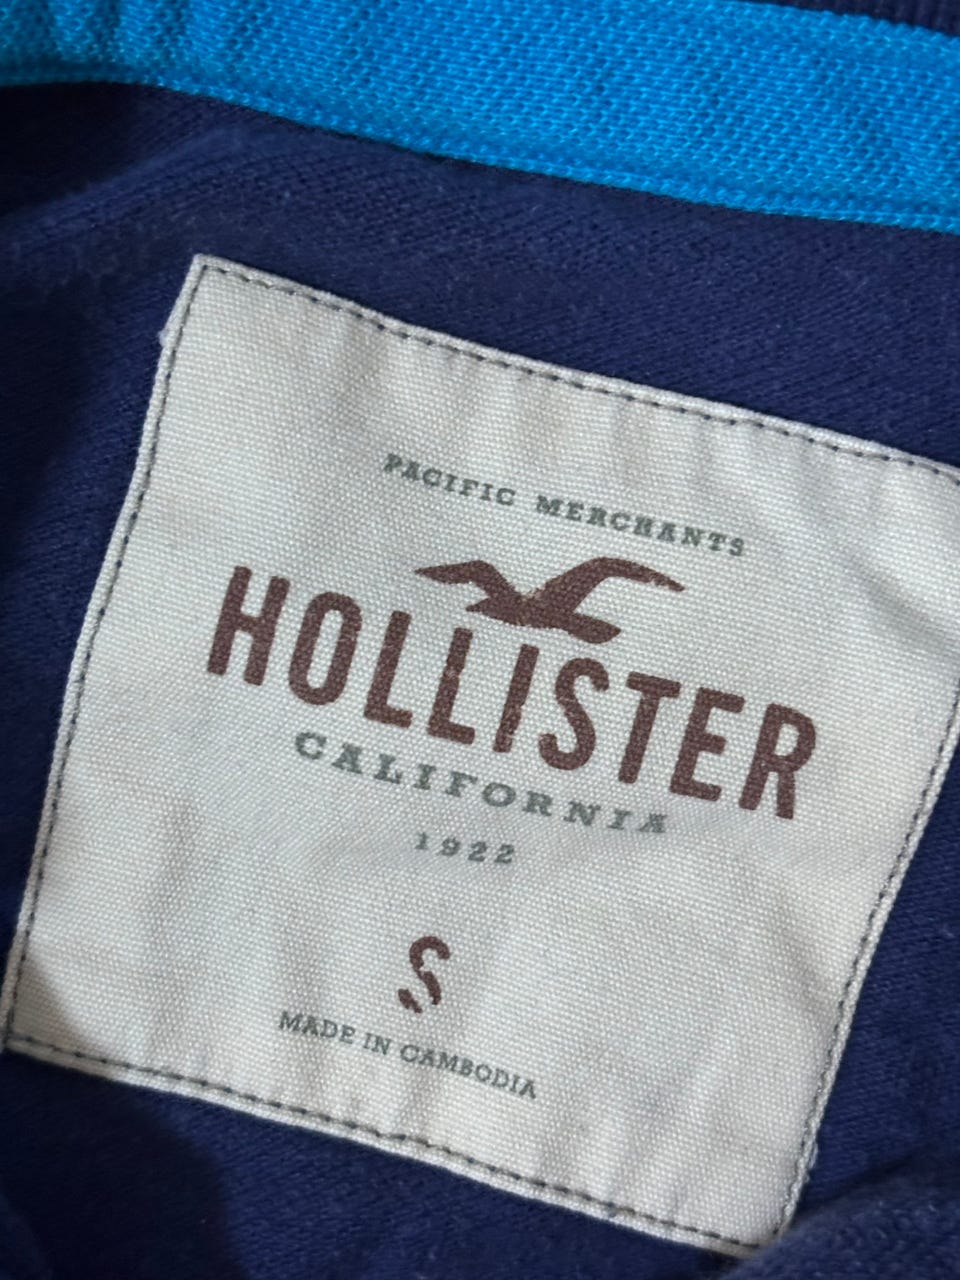 PACIFIC MERCHANTS
HOLLISTER
CALIFORNIA
1922
S
MADE IN CAMBODIA